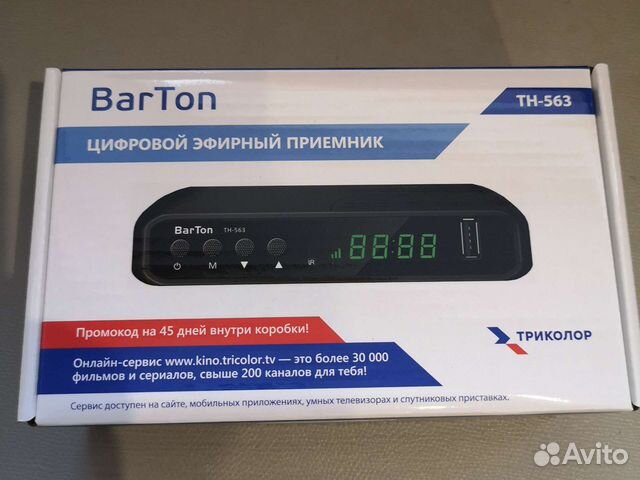 BarTon
TH-563
ЦИФРОВОЙ ЭФИРНЫЙ ПРИЕМНИК
BarTon TH-563
M
IR
88:88
Промокод на 45 дней внутри коробки!
ТРИКОЛОР
Онлайн-сервис www.kino.tricolor.tv — это более 30 000
фильмов и сериалов, свыше 200 каналов для тебя!
Сервис доступен на сайте, мобильных приложениях, умных телевизорах и спутниковых приставках.
Avito